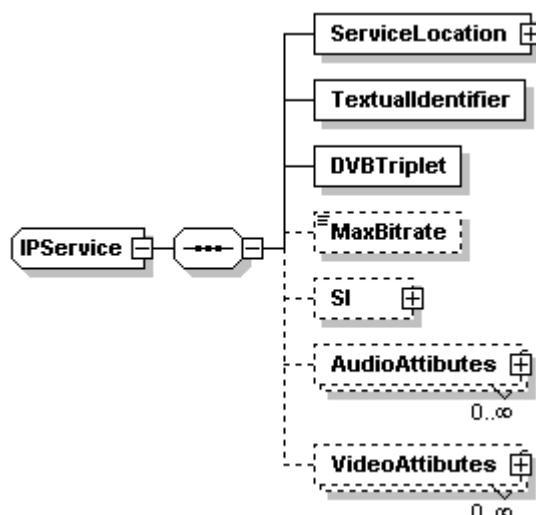 ServiceLocation
TextualIdentifier
DVBTriplet
IPService
MaxBitrate
SI
AudioAttibutes
0..∞
VideoAttibutes
0..∞